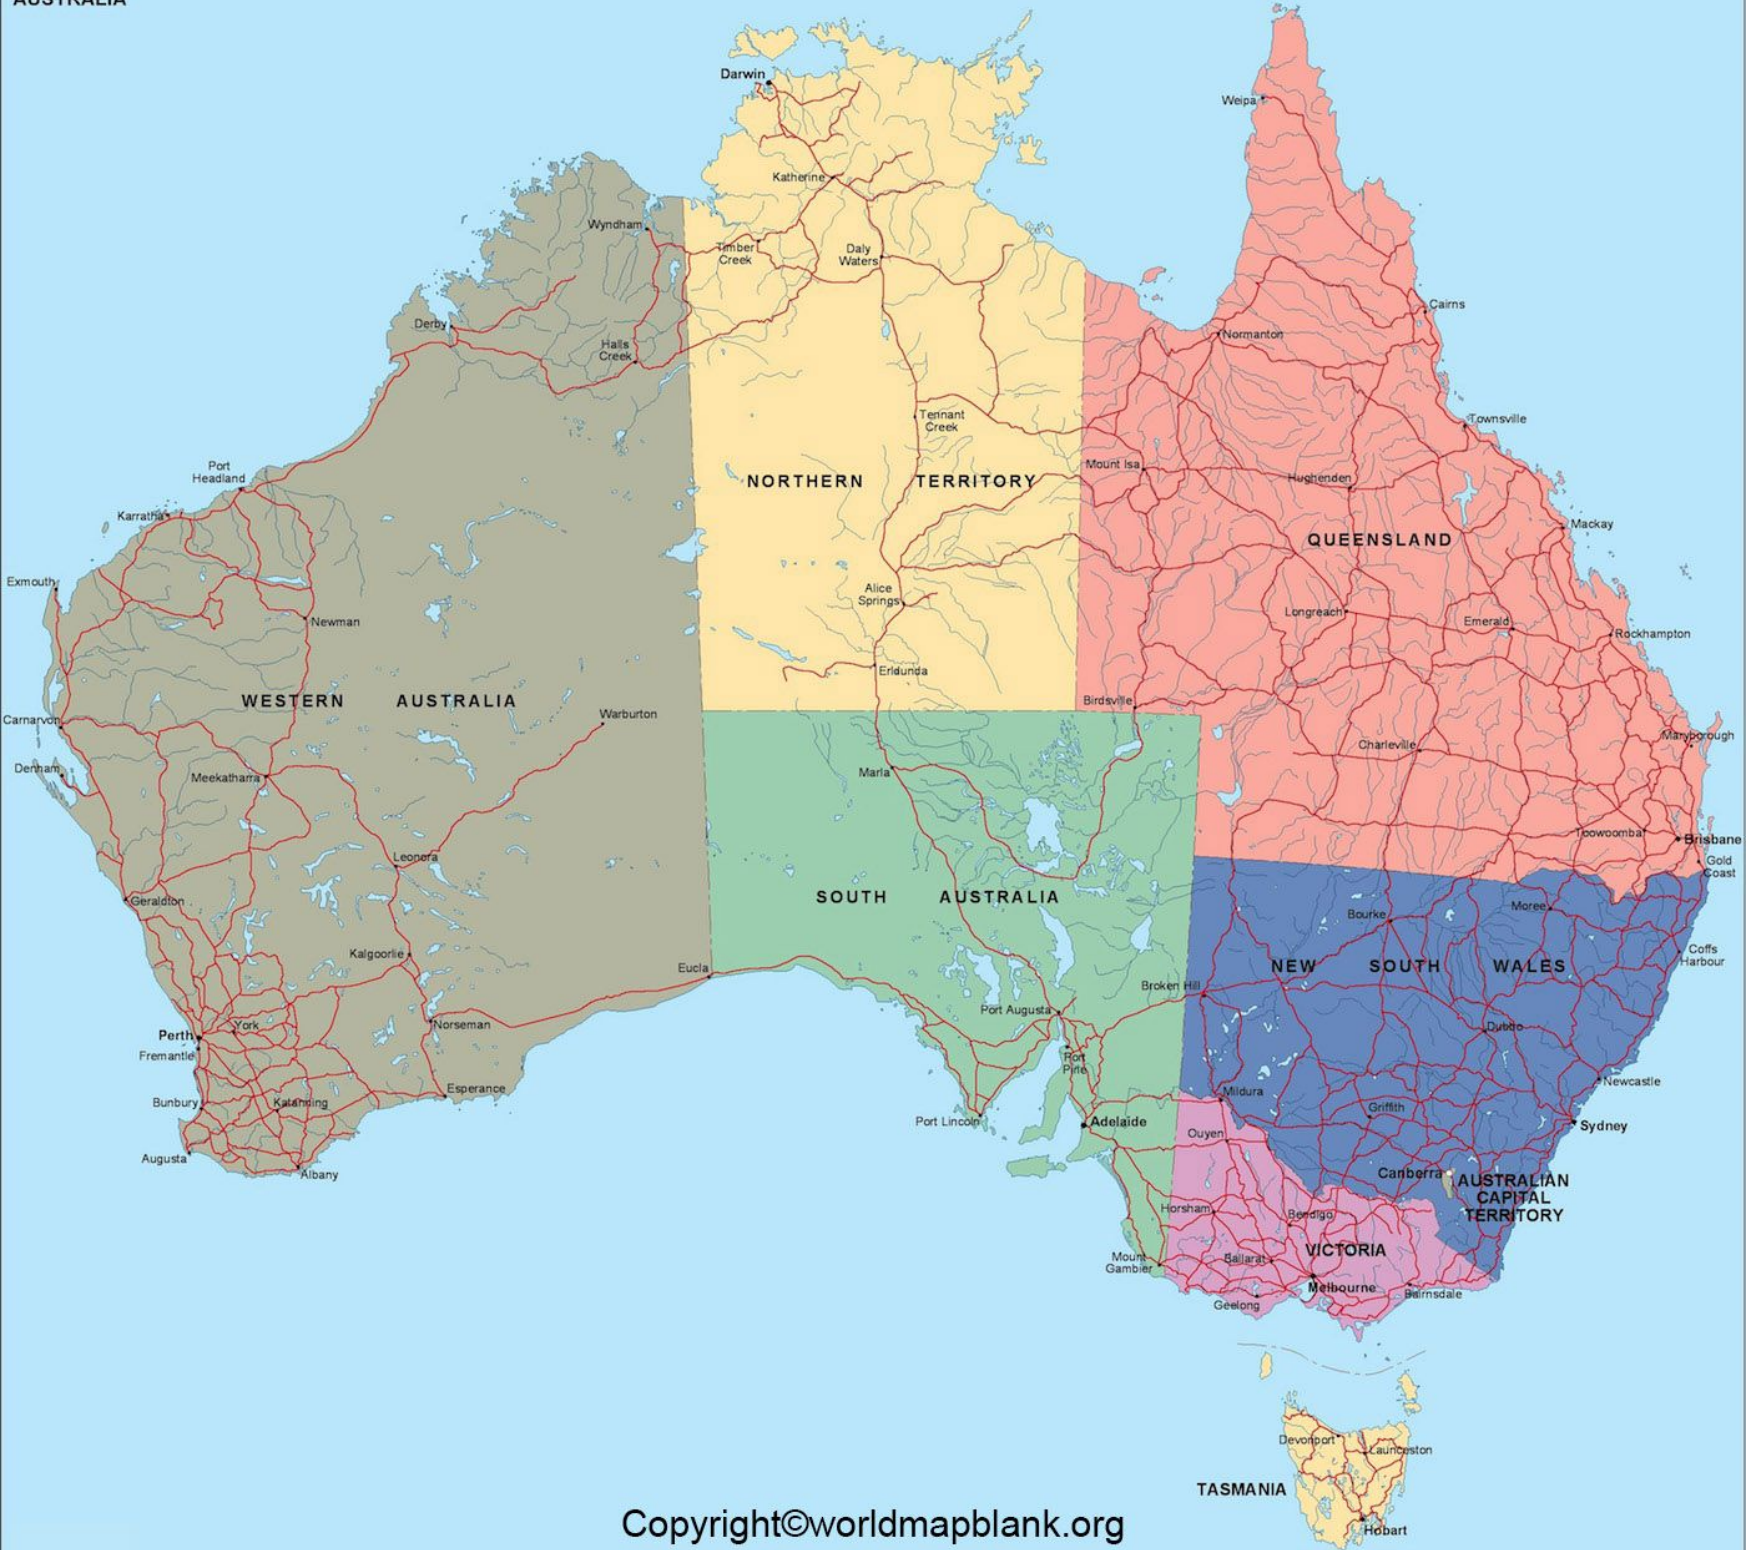 AUSTRALIA
Darwin
Weipa
Katherine
Wyndham
Timber
Creek
Daly
Waters
Cairns
Derby
Normanton
Halls
Creek
Tennant
Creek
Townsville
Mount Isa
Port
Headland
Hughenden
NORTHERN TERRITORY
Karratha
Mackay
QUEENSLAND
Exmouth
Alice
Springs
Longreach
Newman
Emerald
Rockhampton
Erldunda
WESTERN AUSTRALIA
Birdsville
Warburton
Carnarvon
Maryborough
Charleville
Denham
Marla
Meekatharra
Toowoomba
Brisbane
Leonora
Gold
Coast
SOUTH AUSTRALIA
Geraldton
Moree
Bourke
Kalgoorlie
Coffs
Harbour
Eucla
NEW SOUTH WALES
Broken Hill
Port Augusta
York
Norseman
Dubbo
Perth
Fremantle
Port
Pirie
Newcastle
Esperance
Mildura
Bunbury
Katanning
Griffith
Port Lincoln
Adelaide
Sydney
Ouyen
Augusta
Albany
Canberra
AUSTRALIAN
CAPITAL
TERRITORY
Horsham
Bendigo
VICTORIA
Mount
Gambier
Ballarat
Melbourne
Bairnsdale
Geelong
Devonport
Launceston
TASMANIA
Hobart
Copyright©worldmapblank.org